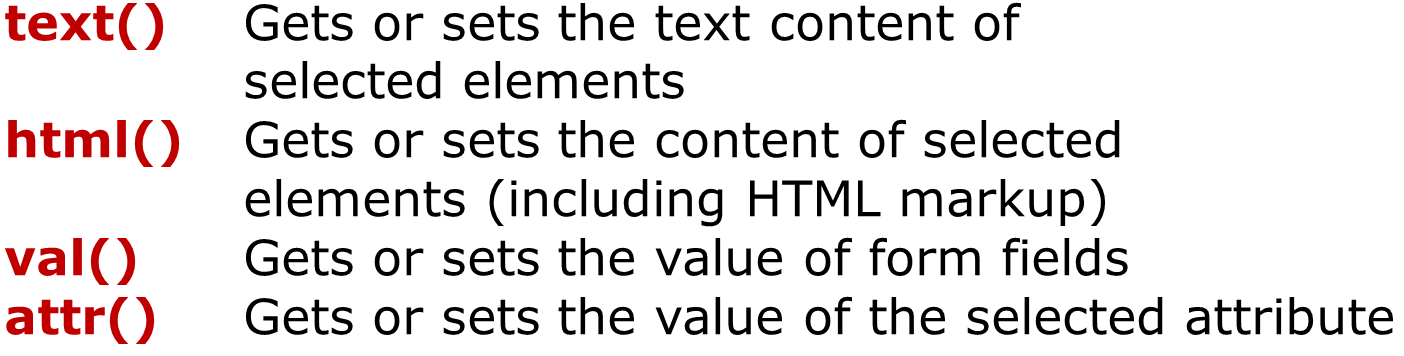 text() Gets or sets the text content of
selected elements
html() Gets or sets the content of selected
elements (including HTML markup)
val() Gets or sets the value of form fields
attr() Gets or sets the value of the selected attribute